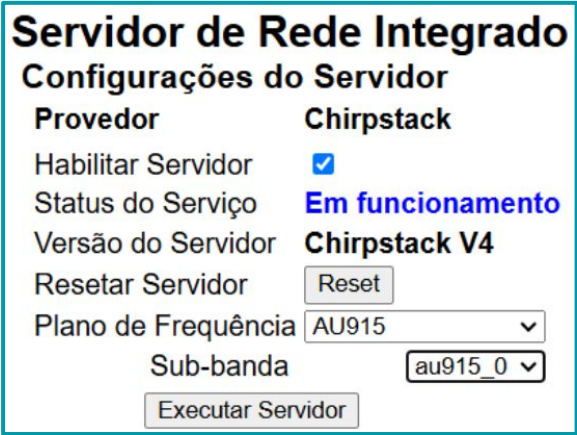 Servidor de Rede Integrado
Configurações do Servidor
Provedor Chirpstack
Habilitar Servidor
Status do Serviço Em funcionamento
Versão do Servidor Chirpstack V4
Resetar Servidor Reset
Plano de Frequência AU915
Sub-banda au915_0
Executar Servidor